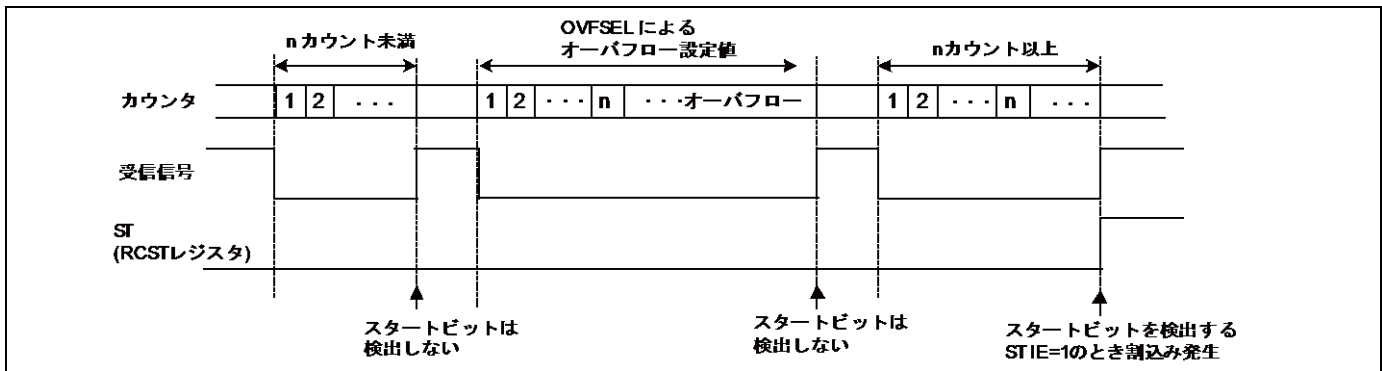 nカウント未満
OVFSELによる
オーバフロー設定値
nカウント以上
カウンタ 1 2 ・・・ 1 2 ・・・ n ・・・オーバフロー 1 2 ・・・ n ・・・
受信信号
ST
(RCSTレジスタ)
スタートビットは
検出しない
スタートビットは
検出しない
スタートビットを検出する
STIE=1のとき割込み発生